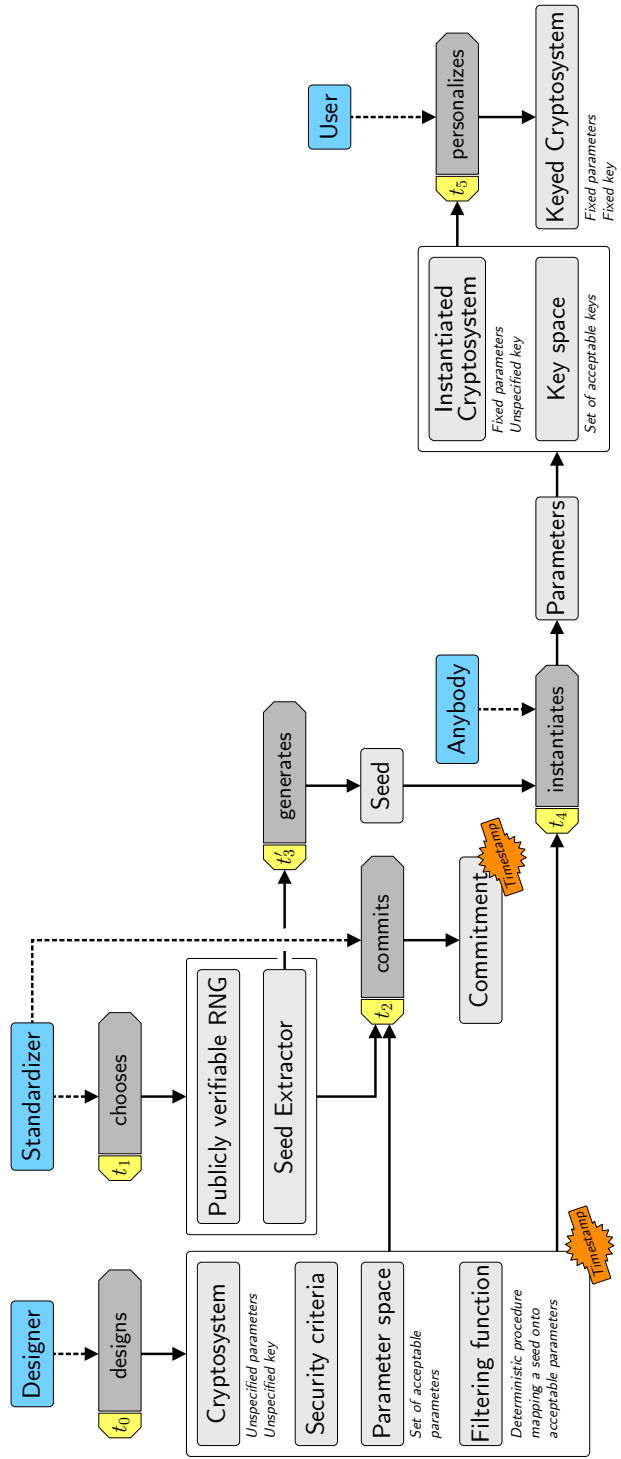 Designer
t₀
designs
Cryptosystem
Unspecified parameters
Unspecified key
Security criteria
Parameter space
Set of acceptable
parameters
Filtering function
Deterministic procedure
mapping a seed onto
acceptable parameters
Timestamp
Standardizer
t₁
chooses
Publicly verifiable RNG
Seed Extractor
t₂
commits
Commitment
Timestamp
t′₃
generates
Seed
Anybody
t₄
instantiates
Parameters
Instantiated
Cryptosystem
Fixed parameters
Unspecified key
Key space
Set of acceptable keys
User
t₅
personalizes
Keyed Cryptosystem
Fixed parameters
Fixed key